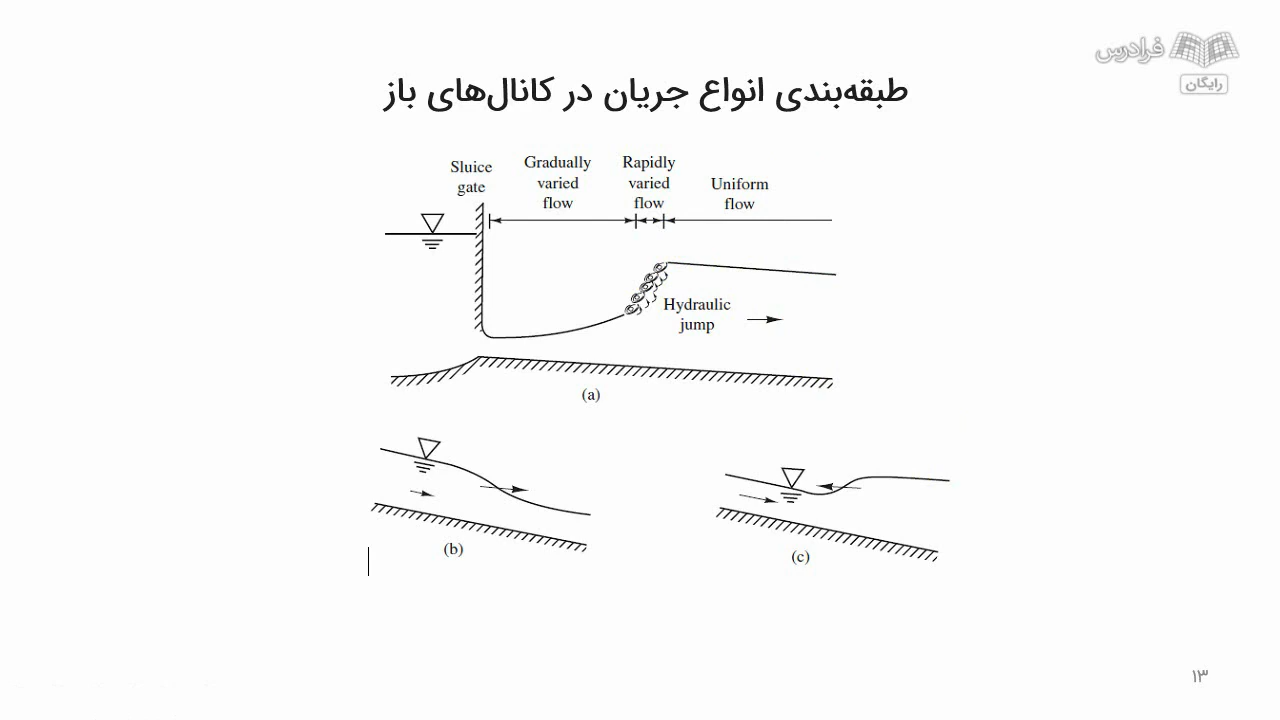 فرادرس
رایگان
طبقه‌بندی انواع جریان در کانال‌های باز
Sluice
gate
Gradually
varied
flow
Rapidly
varied
flow
Uniform
flow
Hydraulic
jump
(a)
(b)
(c)
۱۳